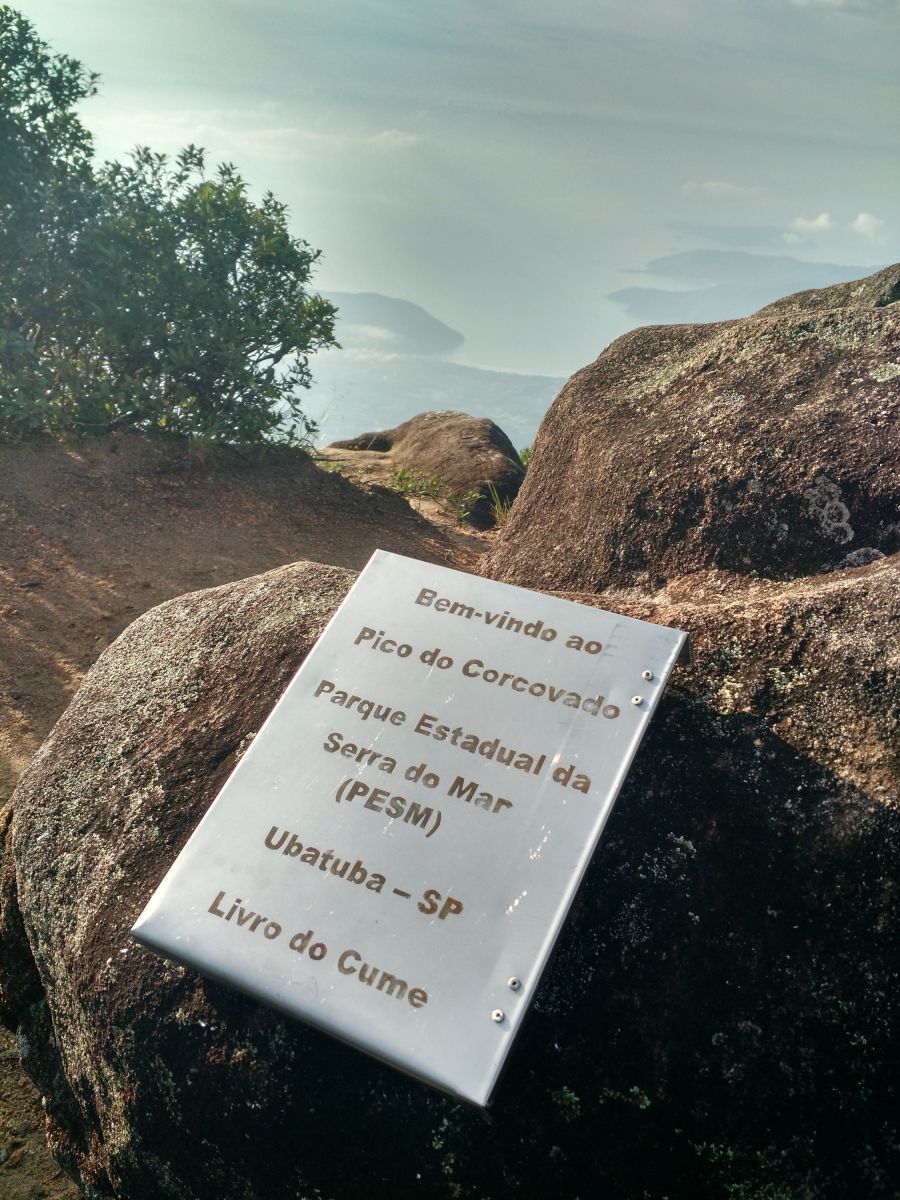 Bem-vindo ao
Pico do Corcovado
Parque Estadual da
Serra do Mar
(PESM)
Ubatuba – SP
Livro do Cume